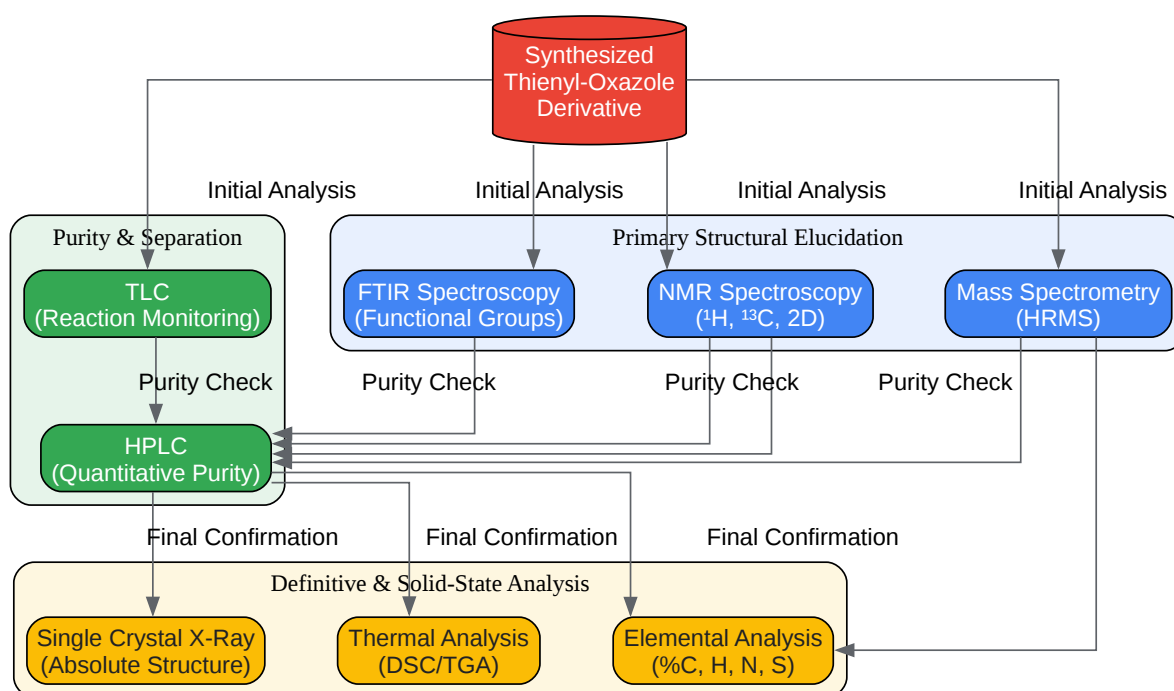 Synthesized
Thienyl-Oxazole
Derivative
Initial Analysis
Initial Analysis
Initial Analysis
Initial Analysis
Purity & Separation
Primary Structural Elucidation
TLC
(Reaction Monitoring)
FTIR Spectroscopy
(Functional Groups)
NMR Spectroscopy
(¹H, ¹³C, 2D)
Mass Spectrometry
(HRMS)
Purity Check
Purity Check
Purity Check
Purity Check
HPLC
(Quantitative Purity)
Final Confirmation
Final Confirmation
Final Confirmation
Definitive & Solid-State Analysis
Single Crystal X-Ray
(Absolute Structure)
Thermal Analysis
(DSC/TGA)
Elemental Analysis
(%C, H, N, S)